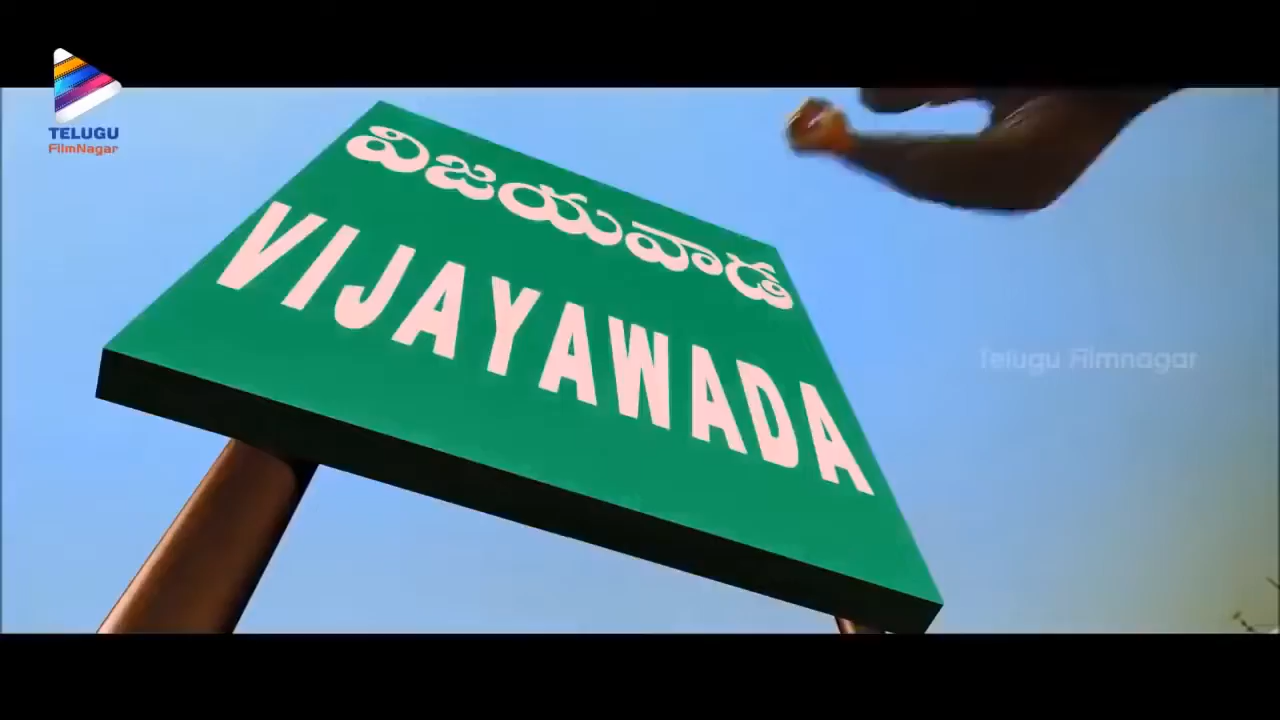 TELUGU
FilmNagar
విజయవాడ
VIJAYAWADA
Telugu Filmnagar